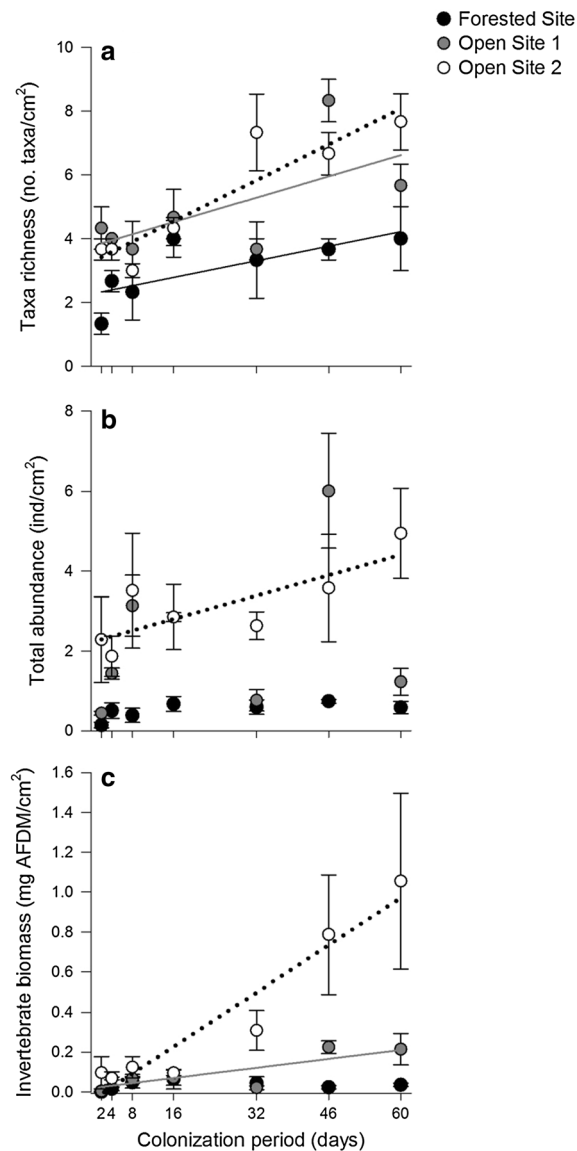 Forested Site
Open Site 1
Open Site 2
a
10
8
6
4
2
0
Taxa richness (no. taxa/cm²)
b
8
6
4
2
0
Total abundance (ind/cm²)
c
1.6
1.4
1.2
1.0
0.8
0.6
0.4
0.2
0.0
Invertebrate biomass (mg AFDM/cm²)
2 4 8 16 32 46 60
Colonization period (days)